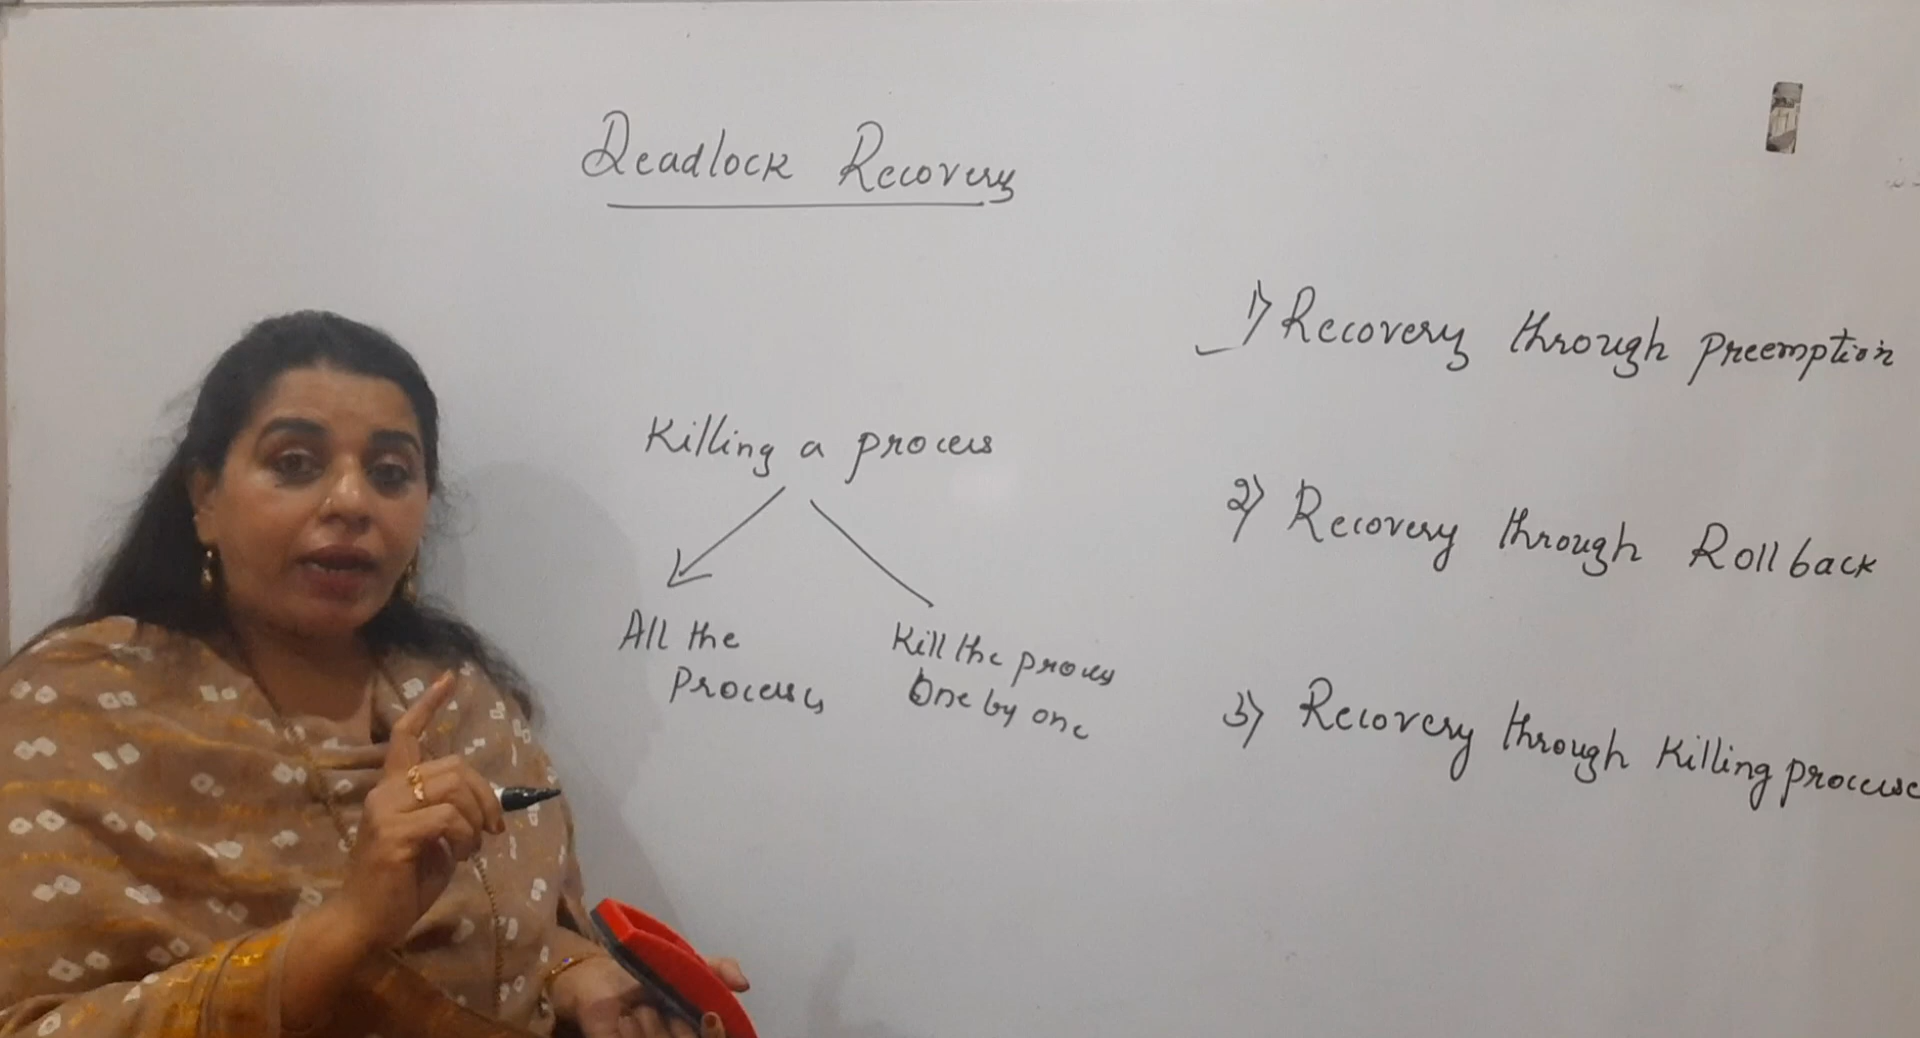 Deadlock Recovery
Killing a process
All the
Processes
Kill the process
One by one
1) Recovery through preemption
2) Recovery through Rollback
3) Recovery through Killing processe